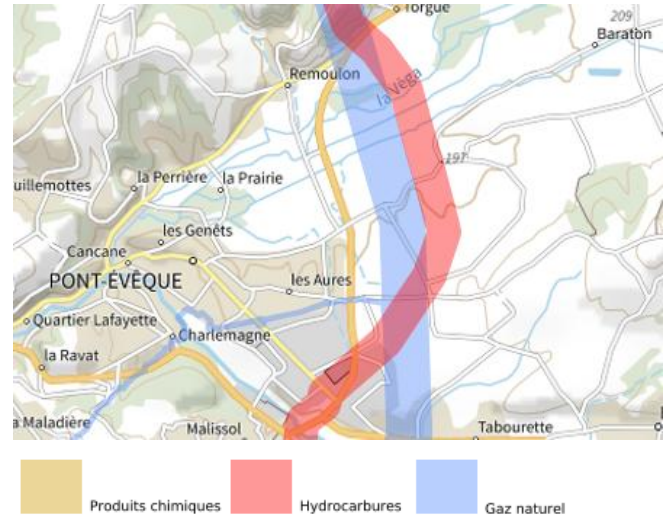 Torgue
209
Baraton
Remoulon
la Véga
197
uillemottes
la Perrière
la Prairie
les Genêts
Cancane
PONT-ÉVÊQUE
les Aures
Quartier Lafayette
Charlemagne
la Ravat
a Maladière
Malissol
Tabourette
Produits chimiques
Hydrocarbures
Gaz naturel